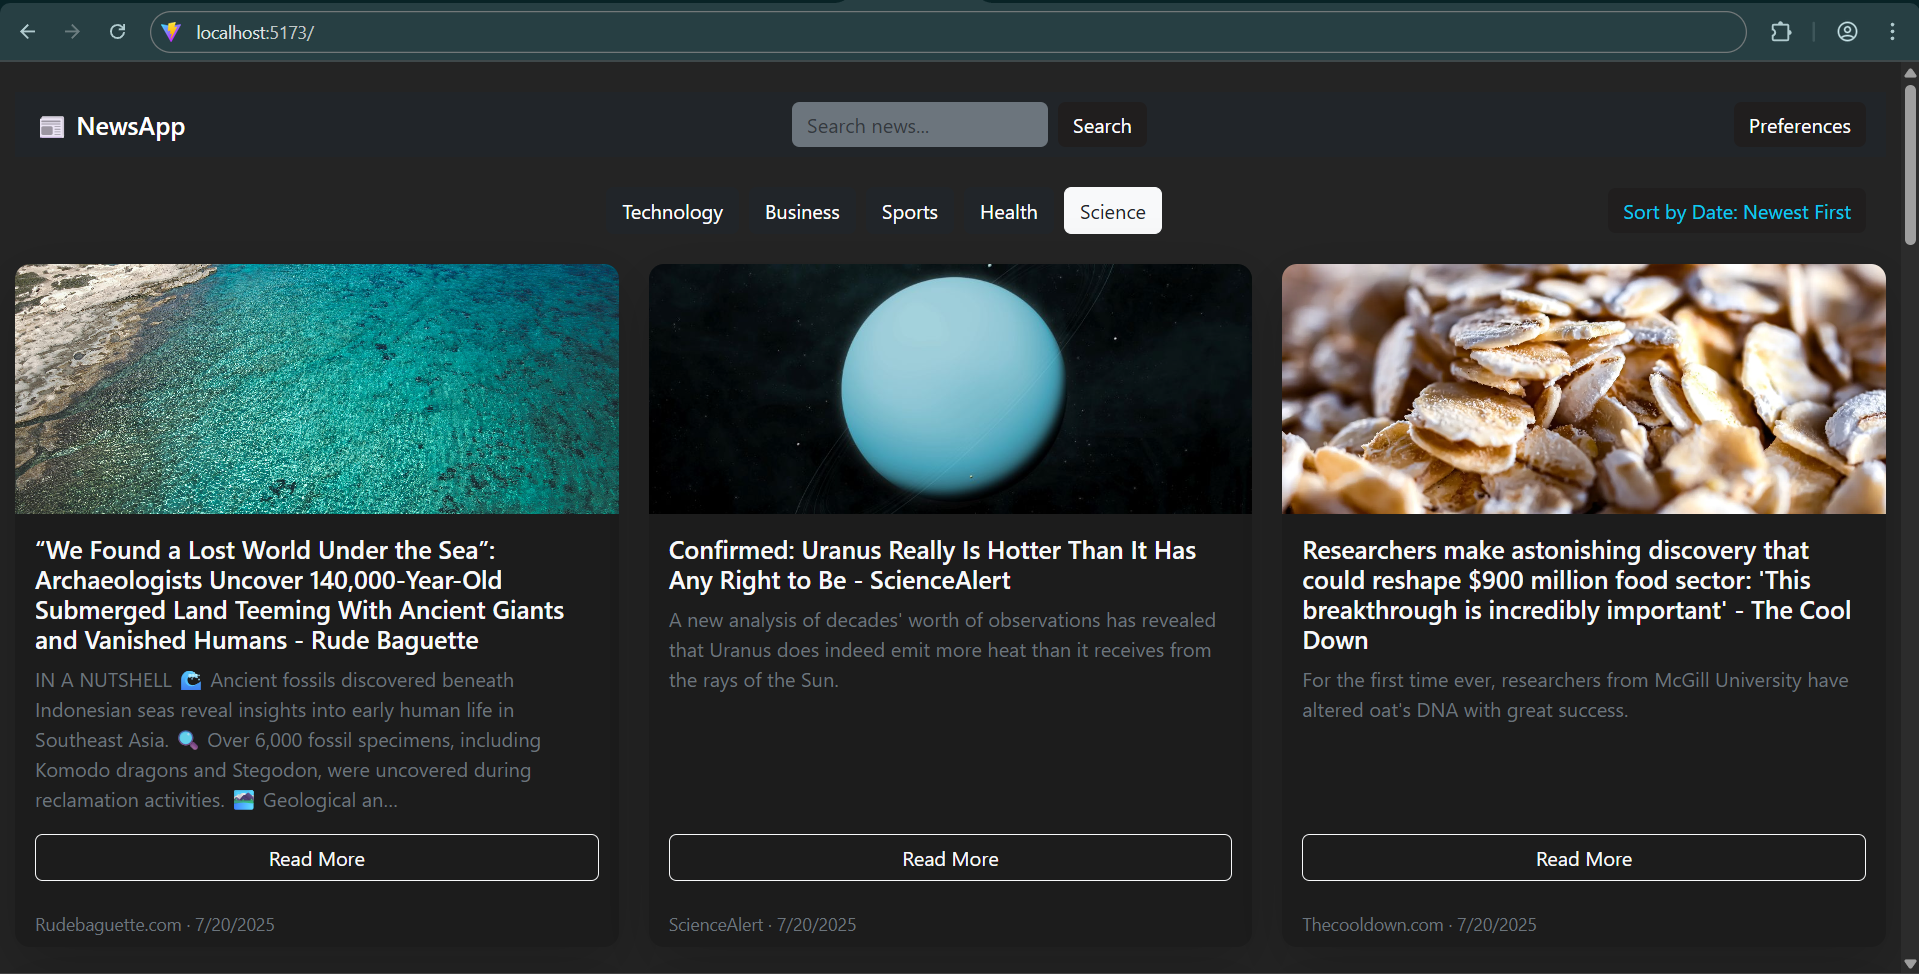 localhost:5173/
NewsApp
Search news...
Search
Preferences
Technology
Business
Sports
Health
Science
Sort by Date: Newest First
“We Found a Lost World Under the Sea”:
Archaeologists Uncover 140,000-Year-Old
Submerged Land Teeming With Ancient Giants
and Vanished Humans - Rude Baguette
IN A NUTSHELL 🌊 Ancient fossils discovered beneath
Indonesian seas reveal insights into early human life in
Southeast Asia. 🔍 Over 6,000 fossil specimens, including
Komodo dragons and Stegodon, were uncovered during
reclamation activities. 🏞️ Geological an...
Read More
Rudebaguette.com · 7/20/2025
Confirmed: Uranus Really Is Hotter Than It Has
Any Right to Be - ScienceAlert
A new analysis of decades' worth of observations has revealed
that Uranus does indeed emit more heat than it receives from
the rays of the Sun.
Read More
ScienceAlert · 7/20/2025
Researchers make astonishing discovery that
could reshape $900 million food sector: 'This
breakthrough is incredibly important' - The Cool
Down
For the first time ever, researchers from McGill University have
altered oat's DNA with great success.
Read More
Thecooldown.com · 7/20/2025